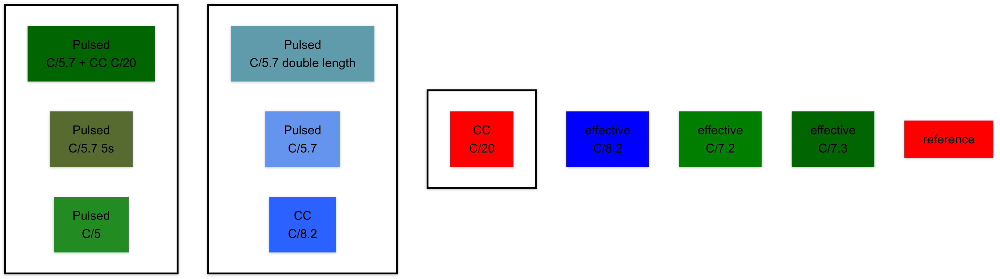 Pulsed
C/5.7 + CC C/20
Pulsed
C/5.7 5s
Pulsed
C/5
Pulsed
C/5.7 double length
Pulsed
C/5.7
CC
C/8.2
CC
C/20
effective
C/8.2
effective
C/7.2
effective
C/7.3
reference